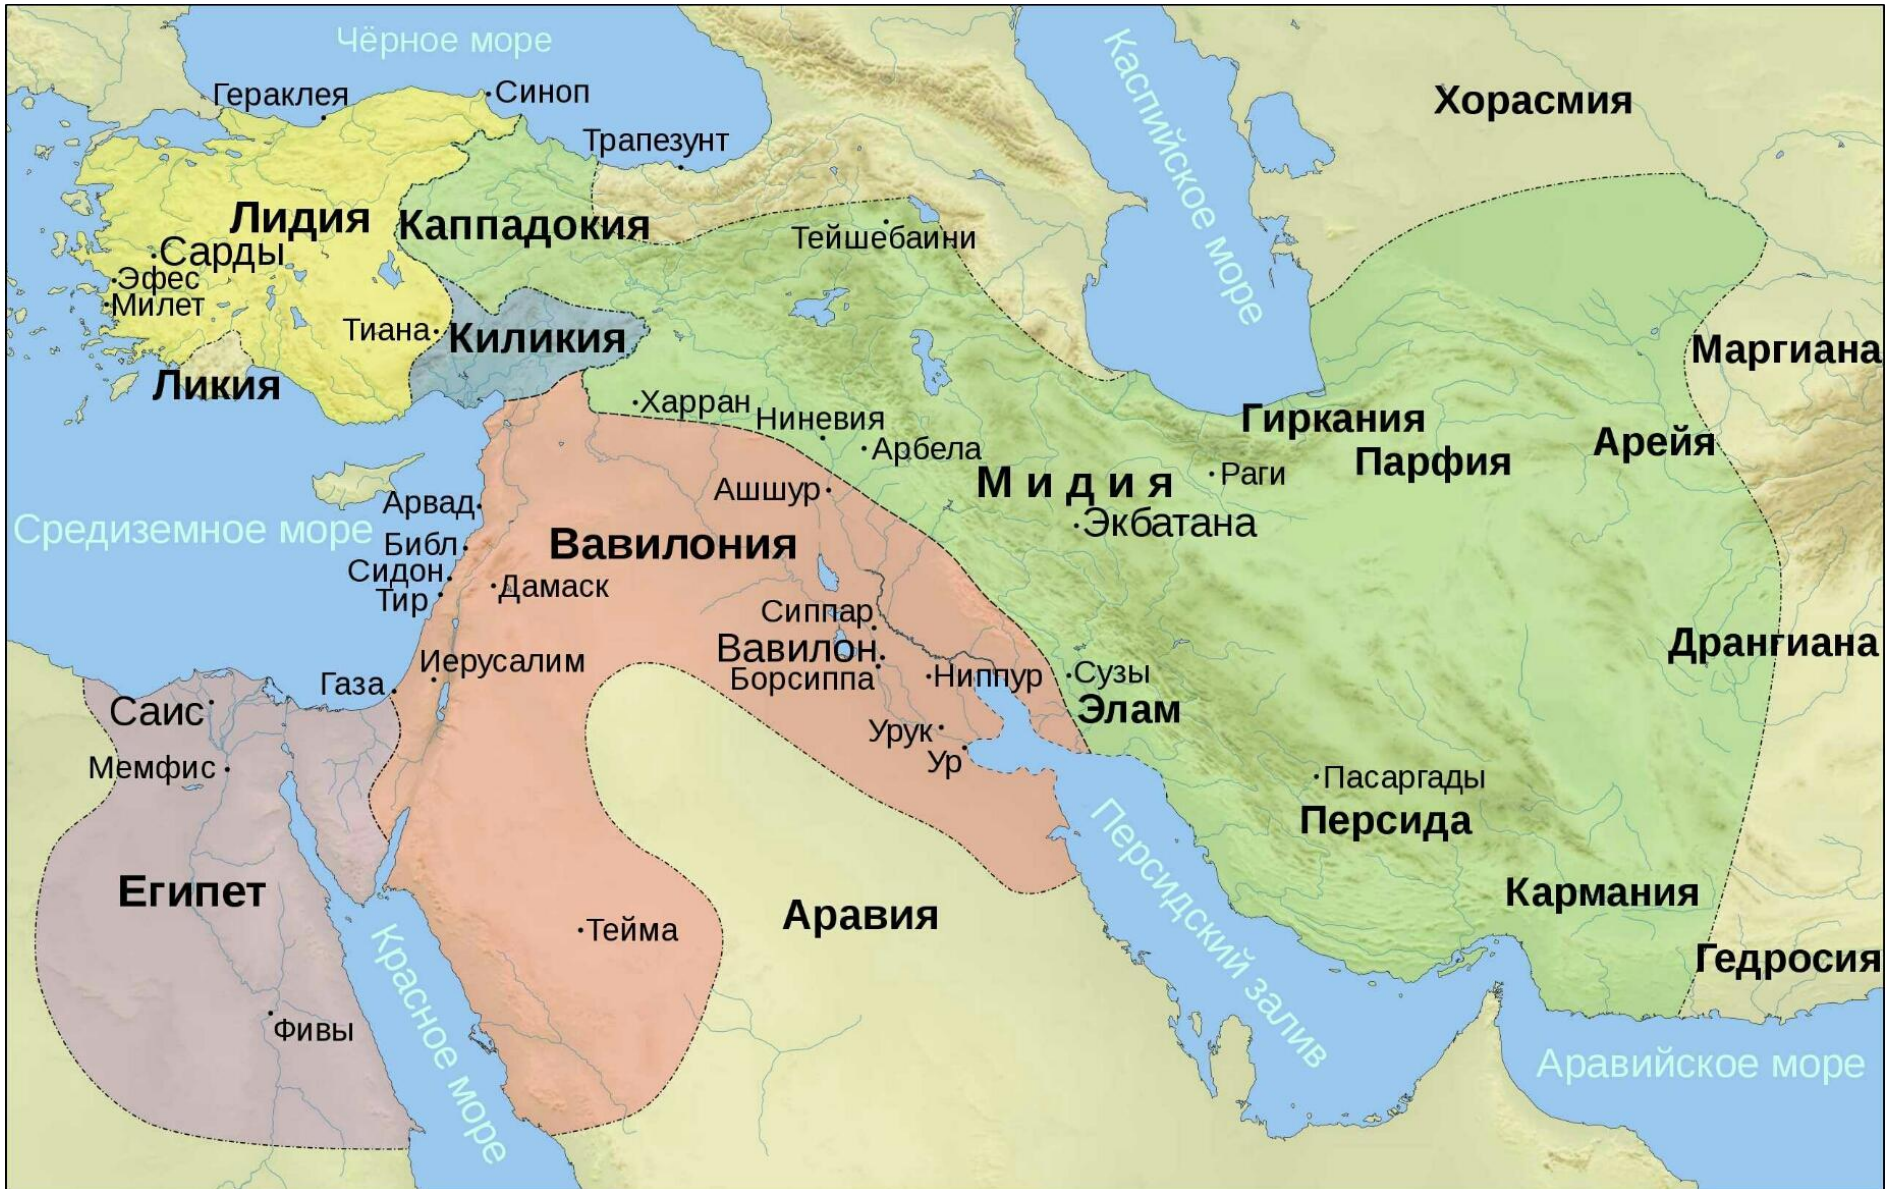 Чёрное море
Каспийское море
Хорасмия
Гераклея
Синоп
Трапезунт
Лидия
Каппадокия
Тейшебаини
Сарды
Эфес
Милет
Тиана
Киликия
Ликия
Маргиана
Харран
Ниневия
Арбела
Гиркания
Парфия
Арейя
Мидия
Раги
Экбатана
Ашшур
Арвад
Средиземное море
Библ
Вавилония
Сидон
Тир
Дамаск
Сиппар
Вавилон
Борсиппа
Ниппур
Сузы
Элам
Дрангиана
Иерусалим
Газа
Саис
Мемфис
Урук
Ур
Пасаргады
Персида
Персидский залив
Египет
Аравия
Кармания
Тейма
Гедросия
Красное море
Фивы
Аравийское море